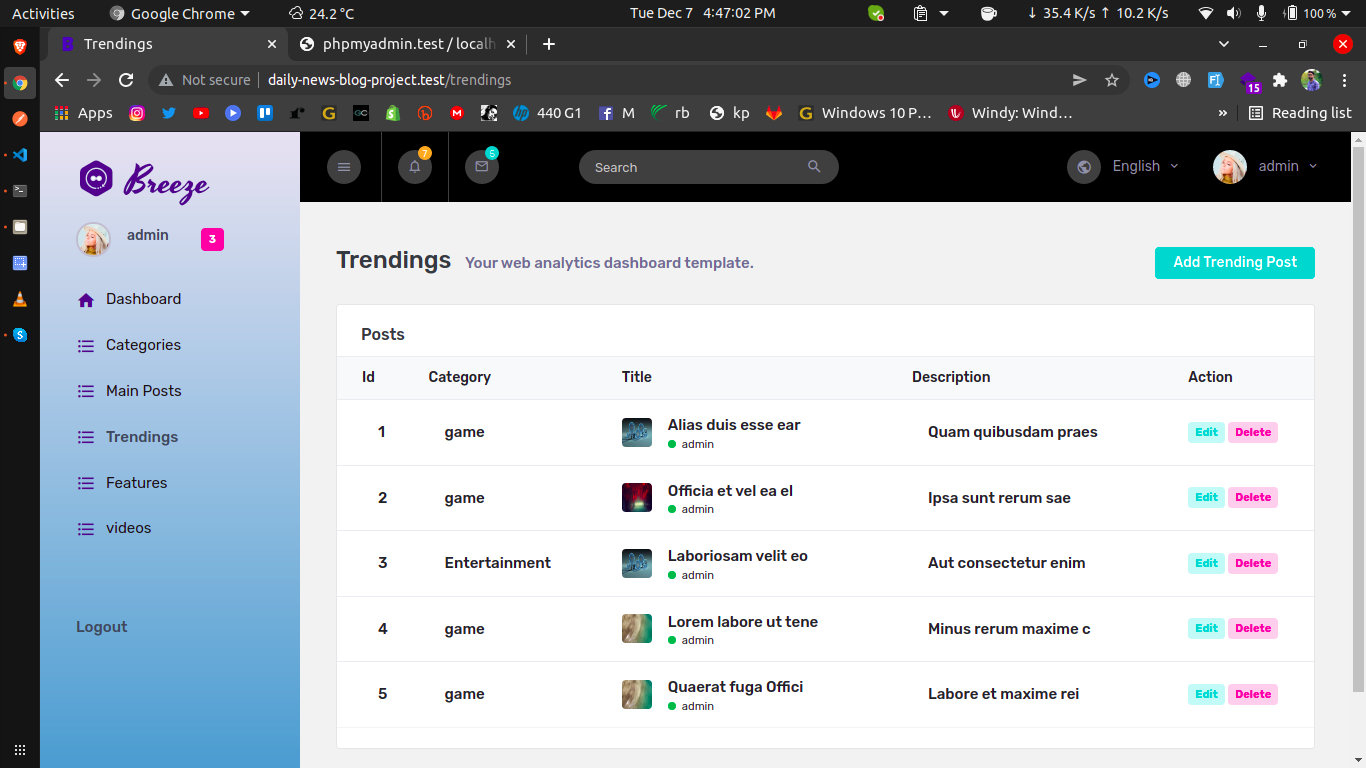 Activities Google Chrome 24.2 °C Tue Dec 7 4:47:02 PM ↓ 35.4 K/s ↑ 10.2 K/s 100 %
Trendings phpmyadmin.test / localh
Not secure daily-news-blog-project.test/trendings 15
Apps 440 G1 M rb kp Windows 10 P... Windy: Wind... » Reading list
Breeze
7 5 Search English admin
admin 3
Trendings Your web analytics dashboard template. Add Trending Post
Dashboard
Categories
Main Posts
Trendings
Features
videos
Logout
Posts
Id Category Title Description Action
1 game Alias duis esse ear Quam quibusdam praes Edit Delete
admin
2 game Officia et vel ea el Ipsa sunt rerum sae Edit Delete
admin
3 Entertainment Laboriosam velit eo Aut consectetur enim Edit Delete
admin
4 game Lorem labore ut tene Minus rerum maxime c Edit Delete
admin
5 game Quaerat fuga Offici Labore et maxime rei Edit Delete
admin